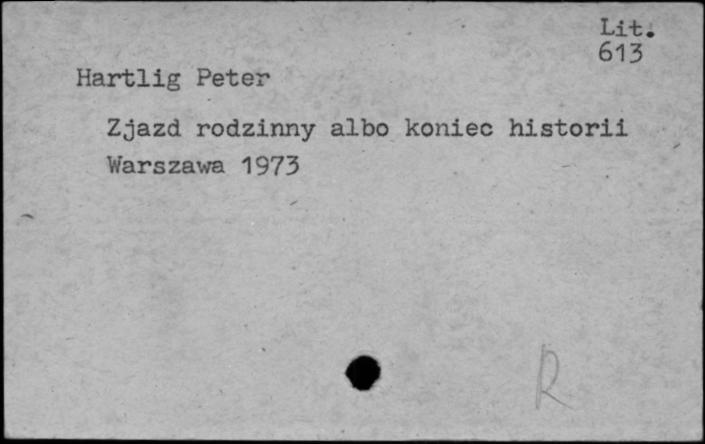 Lit.
613
Hartlig Peter
Zjazd rodzinny albo koniec historii
Warszawa 1973
R